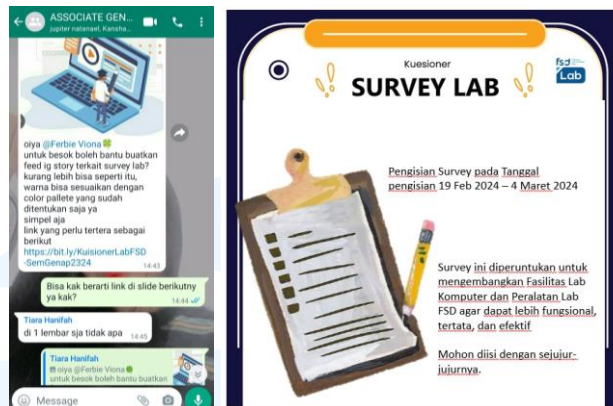 ASSOCIATE GEN...
jupiter natanael, Kansha...
oiya @Ferbie Viona🍀
untuk besok boleh bantu buatkan
feed ig story terkait survey lab?
kurang lebih bisa seperti itu,
warna bisa sesuaikan dengan
color pallete yang sudah
ditentukan saja ya
simpel aja
link yang perlu tertera sebagai
berikut
https://bit.ly/KuisionerLabFSD
-SemGenap2324
14:43
Bisa kak berarti link di slide berikutny
ya kak?
14:44
Tiara Hanifah
di 1 lembar sja tidak apa
14:45
Tiara Hanifah
oiya @Ferbie Viona🍀
untuk besok boleh bantu buatkan
Message
Kuesioner
SURVEY LAB
fsd
Lab
Pengisian Survey pada Tanggal
pengisian 19 Feb 2024 – 4 Maret 2024
Survey ini diperuntukan untuk
mengembangkan Fasilitas Lab
Komputer dan Peralatan Lab
FSD agar dapat lebih fungsional,
tertata, dan efektif
Mohon diisi dengan sejujur-
jujurnya.